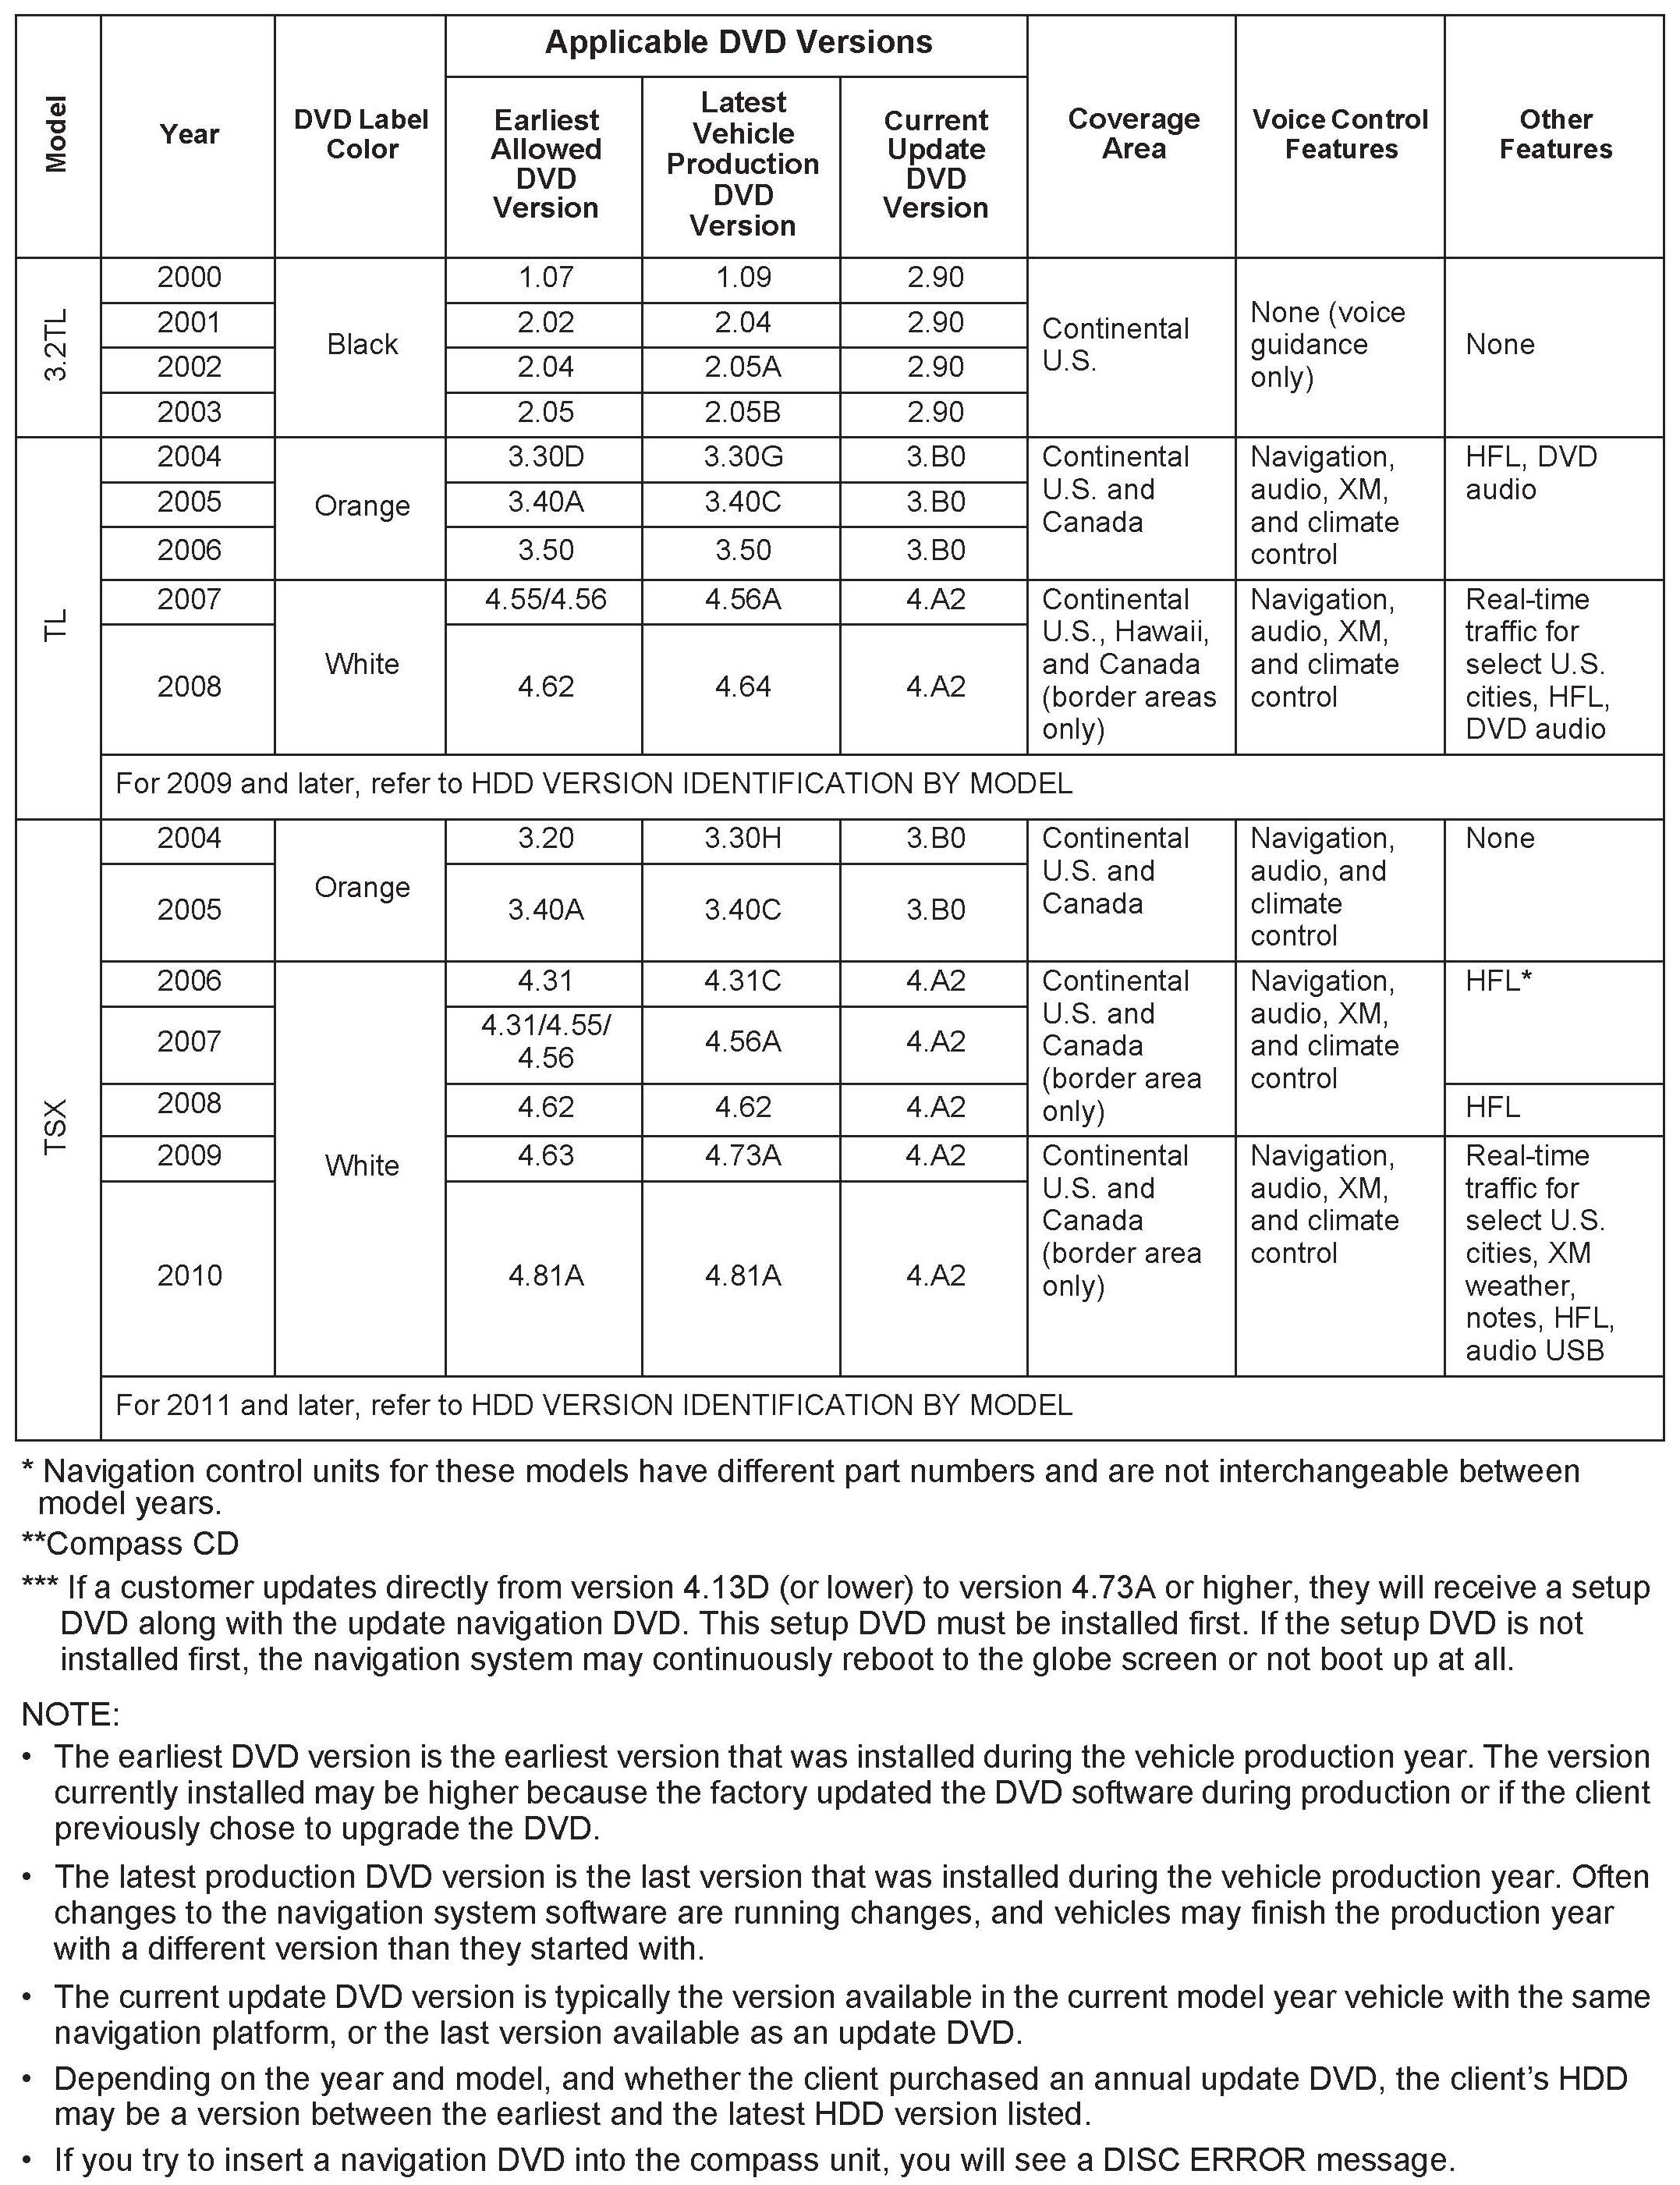 Model
Year
DVD Label
Color
Applicable DVD Versions
Earliest
Allowed
DVD
Version
Latest
Vehicle
Production
DVD
Version
Current
Update
DVD
Version
Coverage
Area
Voice Control
Features
Other
Features
3.2TL
2000
Black
1.07
1.09
2.90
Continental
U.S.
None (voice
guidance
only)
None
2001
2.02
2.04
2.90
2002
2.04
2.05A
2.90
2003
2.05
2.05B
2.90
TL
2004
Orange
3.30D
3.30G
3.B0
Continental
U.S. and
Canada
Navigation,
audio, XM,
and climate
control
HFL, DVD
audio
2005
3.40A
3.40C
3.B0
2006
3.50
3.50
3.B0
2007
White
4.55/4.56
4.56A
4.A2
Continental
U.S., Hawaii,
and Canada
(border areas
only)
Navigation,
audio, XM,
and climate
control
Real-time
traffic for
select U.S.
cities, HFL,
DVD audio
2008
4.62
4.64
4.A2
For 2009 and later, refer to HDD VERSION IDENTIFICATION BY MODEL
TSX
2004
Orange
3.20
3.30H
3.B0
Continental
U.S. and
Canada
Navigation,
audio, and
climate
control
None
2005
3.40A
3.40C
3.B0
2006
White
4.31
4.31C
4.A2
Continental
U.S. and
Canada
(border area
only)
Navigation,
audio, XM,
and climate
control
HFL*
2007
4.31/4.55/
4.56
4.56A
4.A2
2008
4.62
4.62
4.A2
HFL
2009
4.63
4.73A
4.A2
Continental
U.S. and
Canada
(border area
only)
Navigation,
audio, XM,
and climate
control
Real-time
traffic for
select U.S.
cities, XM
weather,
notes, HFL,
audio USB
2010
4.81A
4.81A
4.A2
For 2011 and later, refer to HDD VERSION IDENTIFICATION BY MODEL
* Navigation control units for these models have different part numbers and are not interchangeable between
model years.
**Compass CD
*** If a customer updates directly from version 4.13D (or lower) to version 4.73A or higher, they will receive a setup
DVD along with the update navigation DVD. This setup DVD must be installed first. If the setup DVD is not
installed first, the navigation system may continuously reboot to the globe screen or not boot up at all.
NOTE:
• The earliest DVD version is the earliest version that was installed during the vehicle production year. The version
currently installed may be higher because the factory updated the DVD software during production or if the client
previously chose to upgrade the DVD.
• The latest production DVD version is the last version that was installed during the vehicle production year. Often
changes to the navigation system software are running changes, and vehicles may finish the production year
with a different version than they started with.
• The current update DVD version is typically the version available in the current model year vehicle with the same
navigation platform, or the last version available as an update DVD.
• Depending on the year and model, and whether the client purchased an annual update DVD, the client's HDD
may be a version between the earliest and the latest HDD version listed.
• If you try to insert a navigation DVD into the compass unit, you will see a DISC ERROR message.